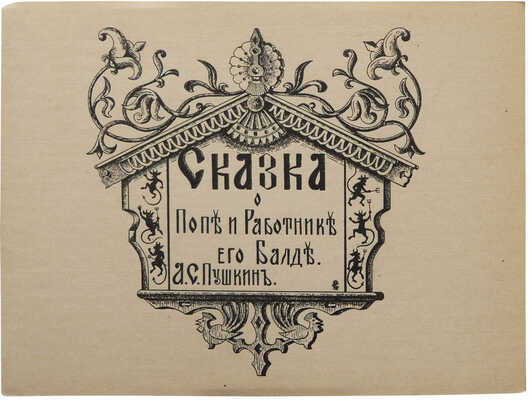 Сказка
о
Попѣ и Работникѣ
его Балдѣ.
А.С. Пушкинъ.